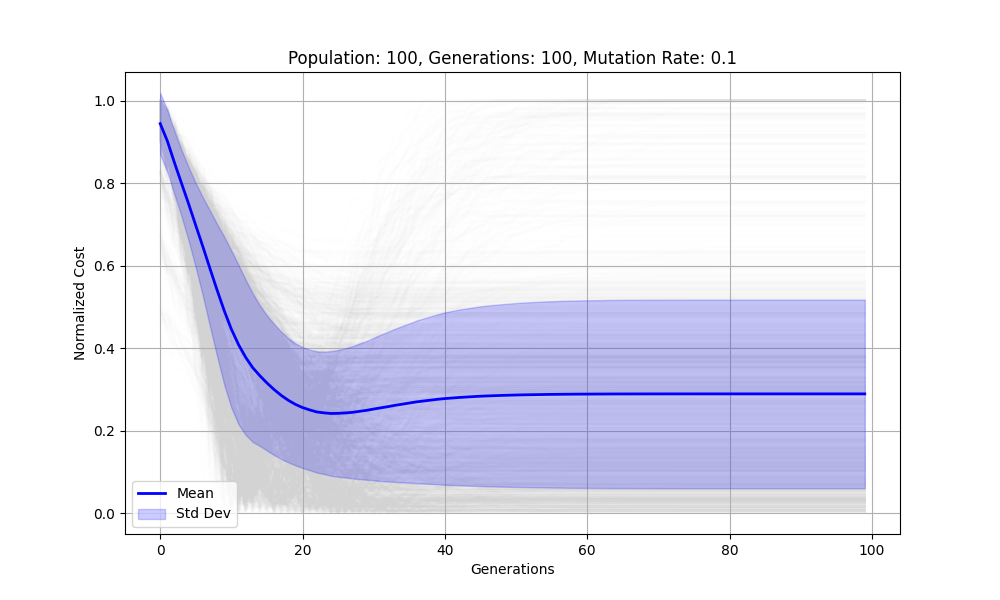 Population: 100, Generations: 100, Mutation Rate: 0.1
Normalized Cost
1.0
0.8
0.6
0.4
0.2
0.0
Mean
Std Dev
0 20 40 60 80 100
Generations